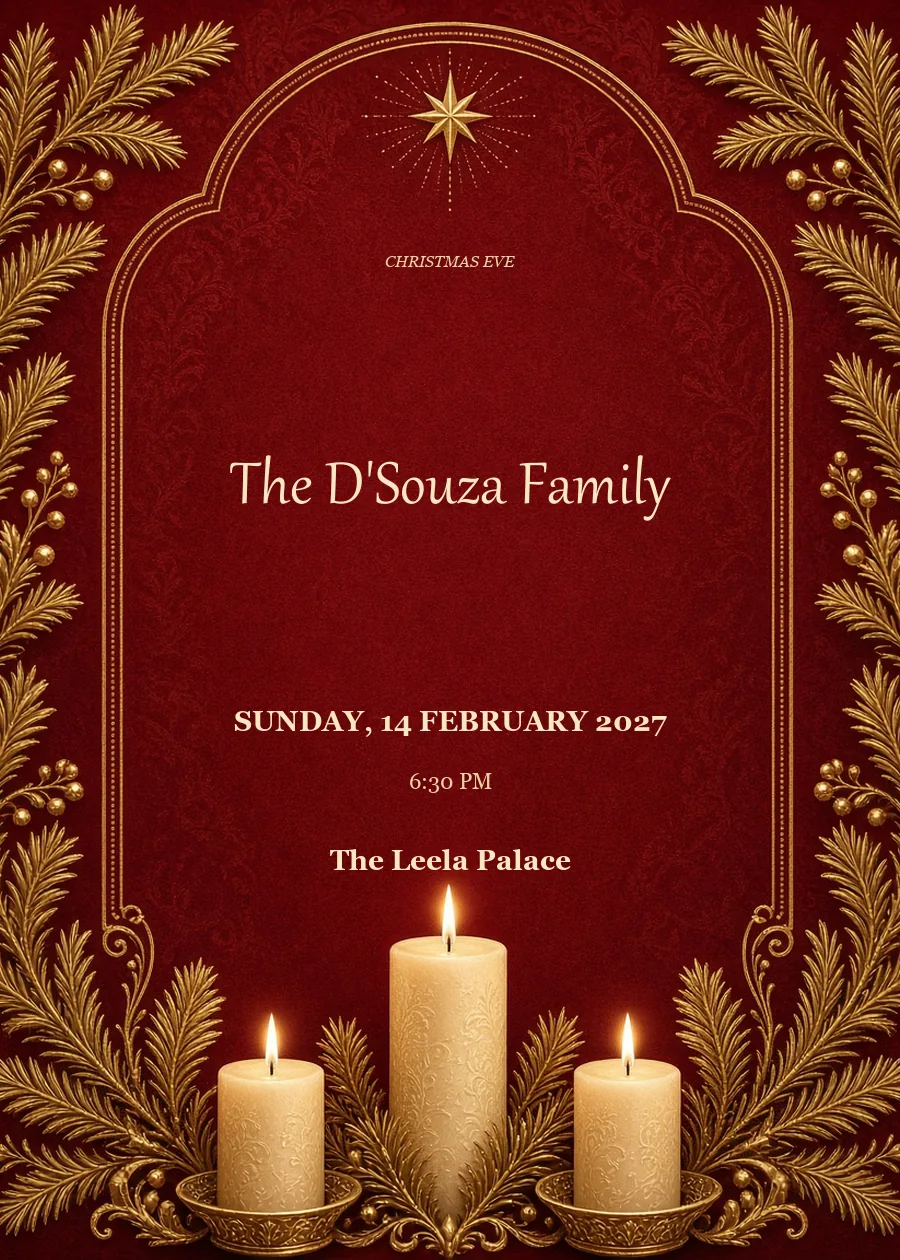 CHRISTMAS EVE
The D'Souza Family
SUNDAY, 14 FEBRUARY 2027
6:30 PM
The Leela Palace